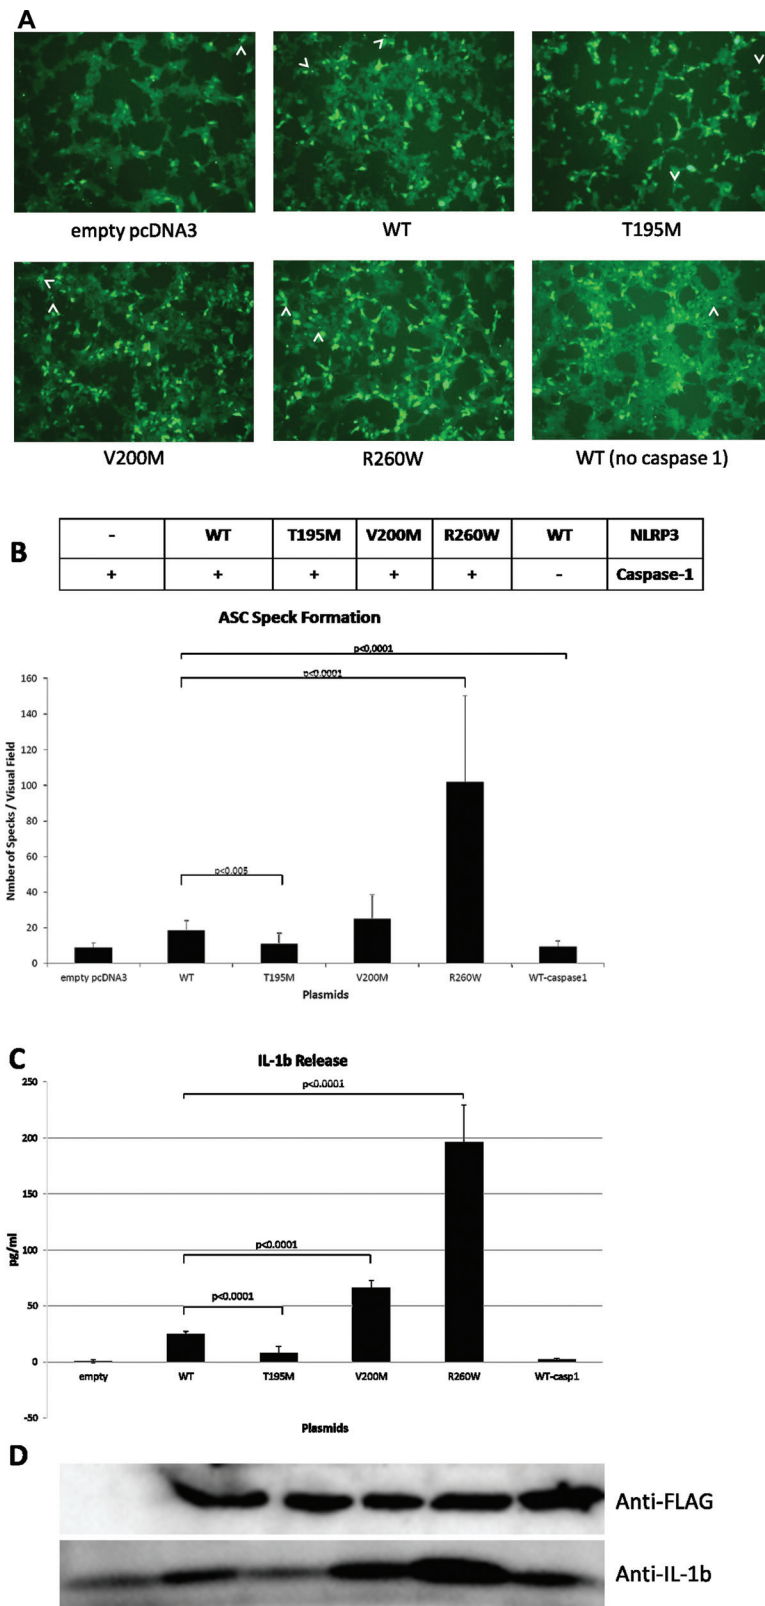 A
empty pcDNA3 WT T195M
V200M R260W WT (no caspase 1)
B
- WT T195M V200M R260W WT NLRP3
+ + + + + - Caspase-1
ASC Speck Formation
p<0,0001
p<0.0001
p<0.005
160
140
120
100
80
60
40
20
0
Nmber of Specks / Visual Field
empty pcDNA3 WT T195M V200M R260W WT-caspase1
Plasmids
C
IL-1b Release
p<0.0001
p<0.0001
p<0.0001
250
200
150
100
50
0
-50
pg/ml
empty WT T195M V200M R260W WT-casp1
Plasmids
D
Anti-FLAG
Anti-IL-1b